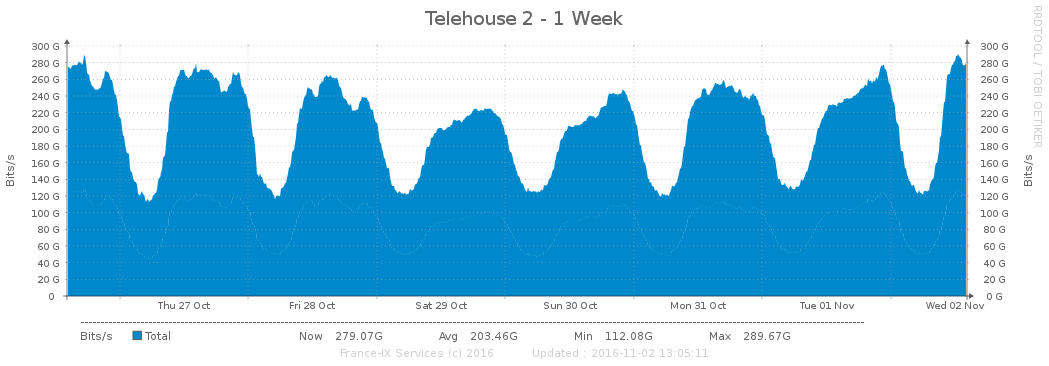 Telehouse 2 - 1 Week
RRDTOOL / TOBI OETIKER
Bits/s
300 G 300 G
280 G 280 G
260 G 260 G
240 G 240 G
220 G 220 G
200 G 200 G
180 G 180 G
160 G 160 G
140 G 140 G
120 G 120 G
100 G 100 G
80 G 80 G
60 G 60 G
40 G 40 G
20 G 20 G
0 0 G
Bits/s
Thu 27 Oct Fri 28 Oct Sat 29 Oct Sun 30 Oct Mon 31 Oct Tue 01 Nov Wed 02 Nov
Bits/s Total Now 279.07G Avg 203.46G Min 112.08G Max 289.67G
France-IX Services (c) 2016 Updated : 2016-11-02 13:05:11